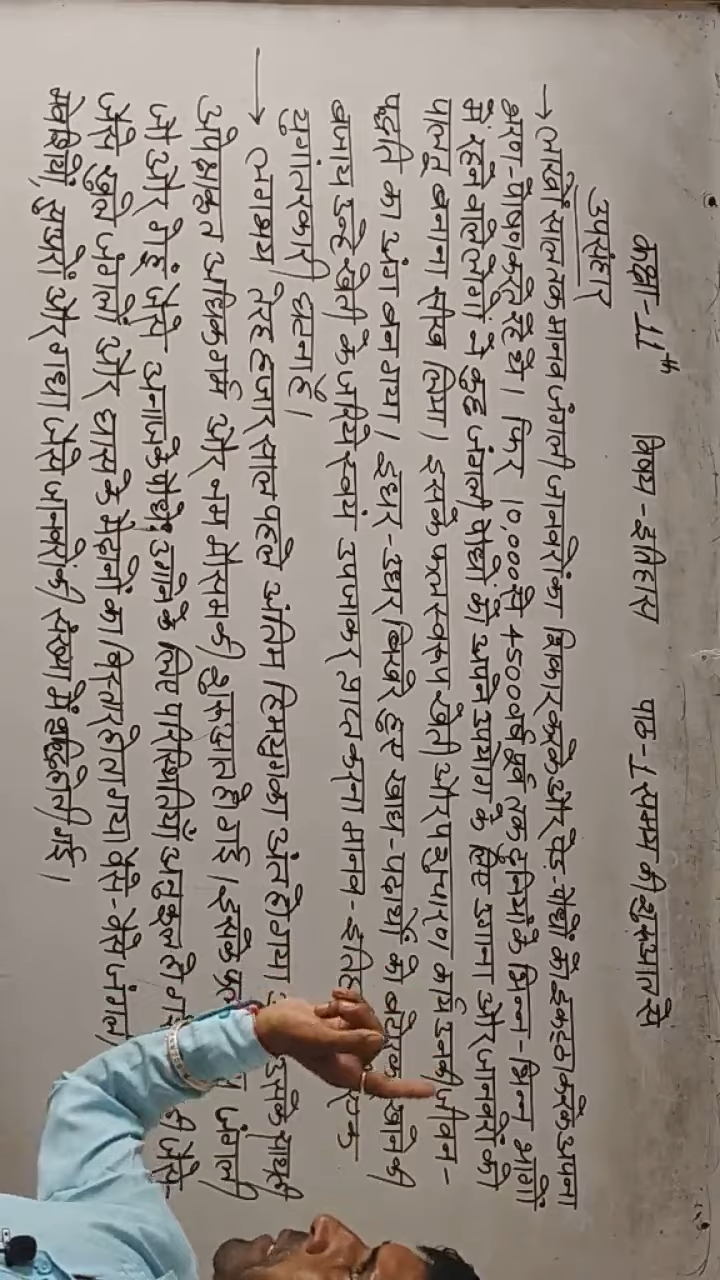 कक्षा-11th विषय-इतिहास पाठ-1 समय की शुरुआत से
उपसंहार
→ लाखों साल तक मानव जंगली जानवरों का शिकार करके और पेड़-पौधों को इकट्ठा करके अपना
भरण-पोषण करते रहे थे। फिर 10,000 से 4500 वर्ष पूर्व तक दुनियां के भिन्न-भिन्न भागों
में रहने वाले लोगों ने कुछ जंगली पौधों को अपने उपयोग के लिए उगाना और जानवरों को
पालतू बनाना सीख लिया। इसके फलस्वरूप खेती और पशुचारण कार्य उनकी जीवन-
पद्धति का अंग बन गया। इधर-उधर बिखरे हुए खाद्य-पदार्थों को बटोरकर खाने की
बजाय उन्हें खेती के जरिये स्वयं उपजाकर प्राप्त करना मानव-इतिहास की एक
युगांतरकारी घटना है।
→ लगभग तेरह हजार साल पहले अंतिम हिमयुग का अंत हो गया उसके साथ ही
अपेक्षाकृत अधिक गर्म और नम मौसम की शुरूआत हो गई। इसके जंगली
जौ और गेहूं जैसे अनाज के पौधे उगाने के लिए परिस्थितियाँ अनुकूल हो गई जैसे-
जैसे खुले जंगलों और घास के मैदानों का विस्तार होता गया वैसे-वैसे जंगली
भेड़ों, सुअरों और गधा जैसे जानवरों की संख्या में वृद्धि होती गई।